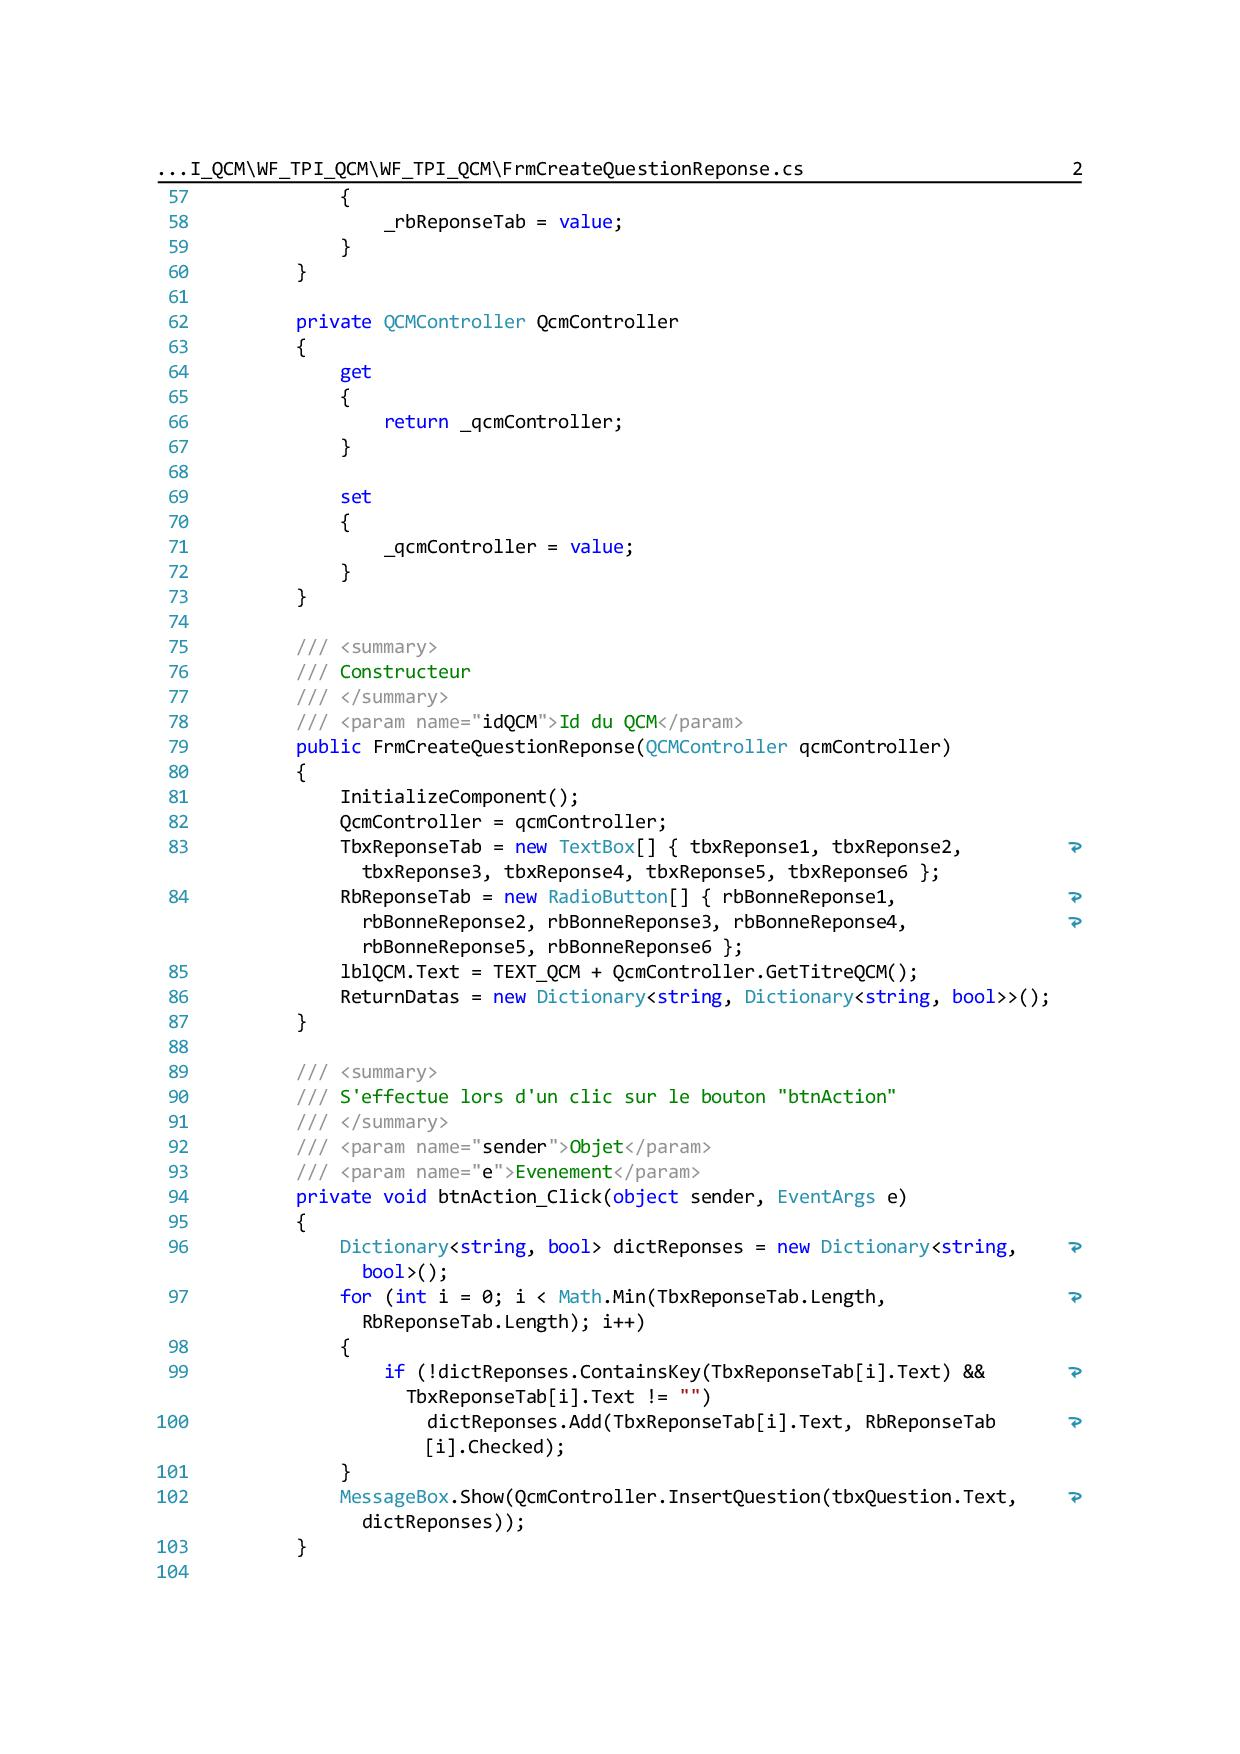 ...I_QCM\WF_TPI_QCM\WF_TPI_QCM\FrmCreateQuestionReponse.cs 2
57 {
58 _rbReponseTab = value;
59 }
60 }
61
62 private QCMController QcmController
63 {
64 get
65 {
66 return _qcmController;
67 }
68
69 set
70 {
71 _qcmController = value;
72 }
73 }
74
75 /// <summary>
76 /// Constructeur
77 /// </summary>
78 /// <param name="idQCM">Id du QCM</param>
79 public FrmCreateQuestionReponse(QCMController qcmController)
80 {
81 InitializeComponent();
82 QcmController = qcmController;
83 TbxReponseTab = new TextBox[] { tbxReponse1, tbxReponse2,
tbxReponse3, tbxReponse4, tbxReponse5, tbxReponse6 };
84 RbReponseTab = new RadioButton[] { rbBonneReponse1,
rbBonneReponse2, rbBonneReponse3, rbBonneReponse4,
rbBonneReponse5, rbBonneReponse6 };
85 lblQCM.Text = TEXT_QCM + QcmController.GetTitreQCM();
86 ReturnDatas = new Dictionary<string, Dictionary<string, bool>>();
87 }
88
89 /// <summary>
90 /// S'effectue lors d'un clic sur le bouton "btnAction"
91 /// </summary>
92 /// <param name="sender">Objet</param>
93 /// <param name="e">Evenement</param>
94 private void btnAction_Click(object sender, EventArgs e)
95 {
96 Dictionary<string, bool> dictReponses = new Dictionary<string,
bool>();
97 for (int i = 0; i < Math.Min(TbxReponseTab.Length,
RbReponseTab.Length); i++)
98 {
99 if (!dictReponses.ContainsKey(TbxReponseTab[i].Text) &&
TbxReponseTab[i].Text != "")
100 dictReponses.Add(TbxReponseTab[i].Text, RbReponseTab
[i].Checked);
101 }
102 MessageBox.Show(QcmController.InsertQuestion(tbxQuestion.Text,
dictReponses));
103 }
104